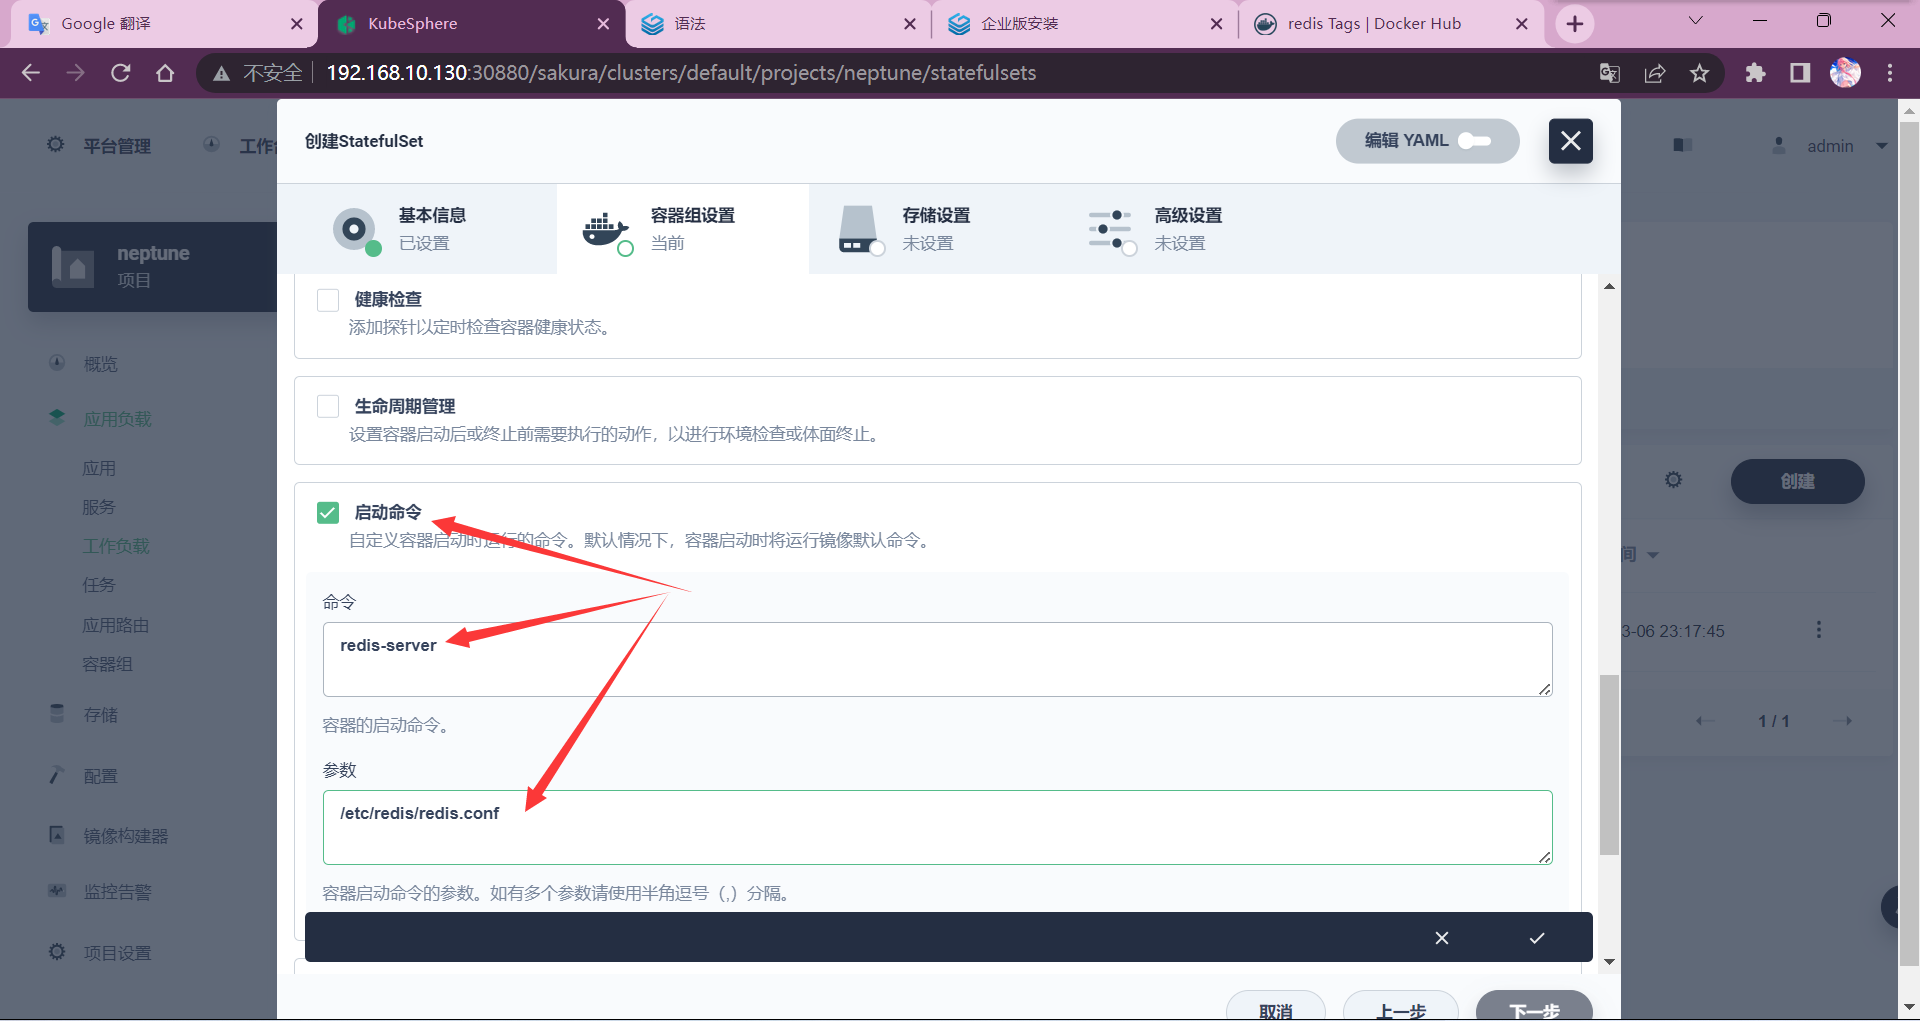 Google 翻译
KubeSphere
语法
企业版安装
redis Tags | Docker Hub
不安全
192.168.10.130:30880/sakura/clusters/default/projects/neptune/statefulsets
平台管理
admin
创建StatefulSet
编辑 YAML
基本信息
已设置
容器组设置
当前
存储设置
未设置
高级设置
未设置
neptune
项目
概览
应用负载
应用
服务
工作负载
任务
应用路由
容器组
存储
配置
镜像构建器
监控告警
项目设置
健康检查
添加探针以定时检查容器健康状态。
生命周期管理
设置容器启动后或终止前需要执行的动作，以进行环境检查或体面终止。
启动命令
自定义容器启动时运行的命令。默认情况下，容器启动时将运行镜像默认命令。
命令
redis-server
容器的启动命令。
参数
/etc/redis/redis.conf
容器启动命令的参数。如有多个参数请使用半角逗号（,）分隔。
取消
上一步
下一步
创建
间
3-06 23:17:45
1 / 1